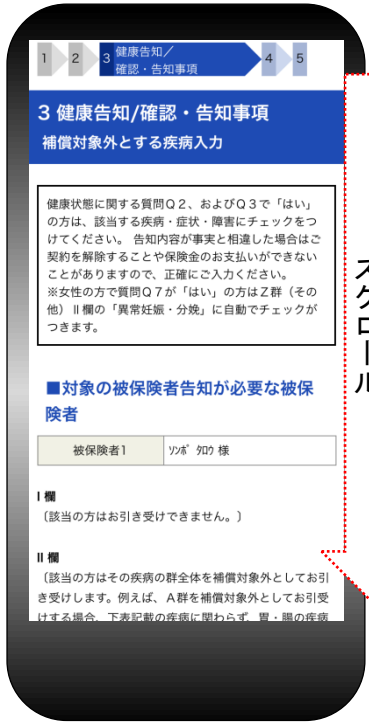 1 2 3 健康告知/
確認・告知事項 4 5
3 健康告知/確認・告知事項
補償対象外とする疾病入力
健康状態に関する質問Q2、およびQ3で「はい」
の方は、該当する疾病・症状・障害にチェックをつ
けてください。 告知内容が事実と相違した場合はご
契約を解除することや保険金のお支払いができない
ことがありますので、正確にご入力ください。
※女性の方で質問Q7が「はい」の方はZ群（その
他）Ⅱ欄の「異常妊娠・分娩」に自動でチェックが
つきます。
■対象の被保険者告知が必要な被保
険者
被保険者1 ソンポ タロウ 様
Ⅰ欄
〔該当の方はお引き受けできません。〕
Ⅱ欄
〔該当の方はその疾病の群全体を補償対象外としてお引
き受けします。例えば、A群を補償対象外としてお引受
けする場合、下表記載の疾病に関わらず、胃・腸の疾病
スクロール